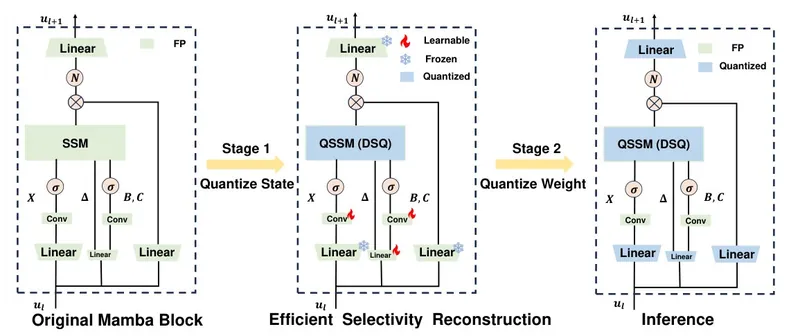 u_{l+1}
Linear
FP
N
SSM
σ
σ
X
Δ
B, C
Conv
Conv
Linear
Linear
Linear
u_l
Original Mamba Block
Stage 1
Quantize State
u_{l+1}
Linear
Learnable
Frozen
Quantized
N
QSSM (DSQ)
σ
σ
X
Δ
B, C
Conv
Conv
Linear
Linear
Linear
u_l
Efficient Selectivity Reconstruction
Stage 2
Quantize Weight
u_{l+1}
Linear
FP
Quantized
N
QSSM (DSQ)
σ
σ
X
Δ
B, C
Conv
Conv
Linear
Linear
Linear
u_l
Inference